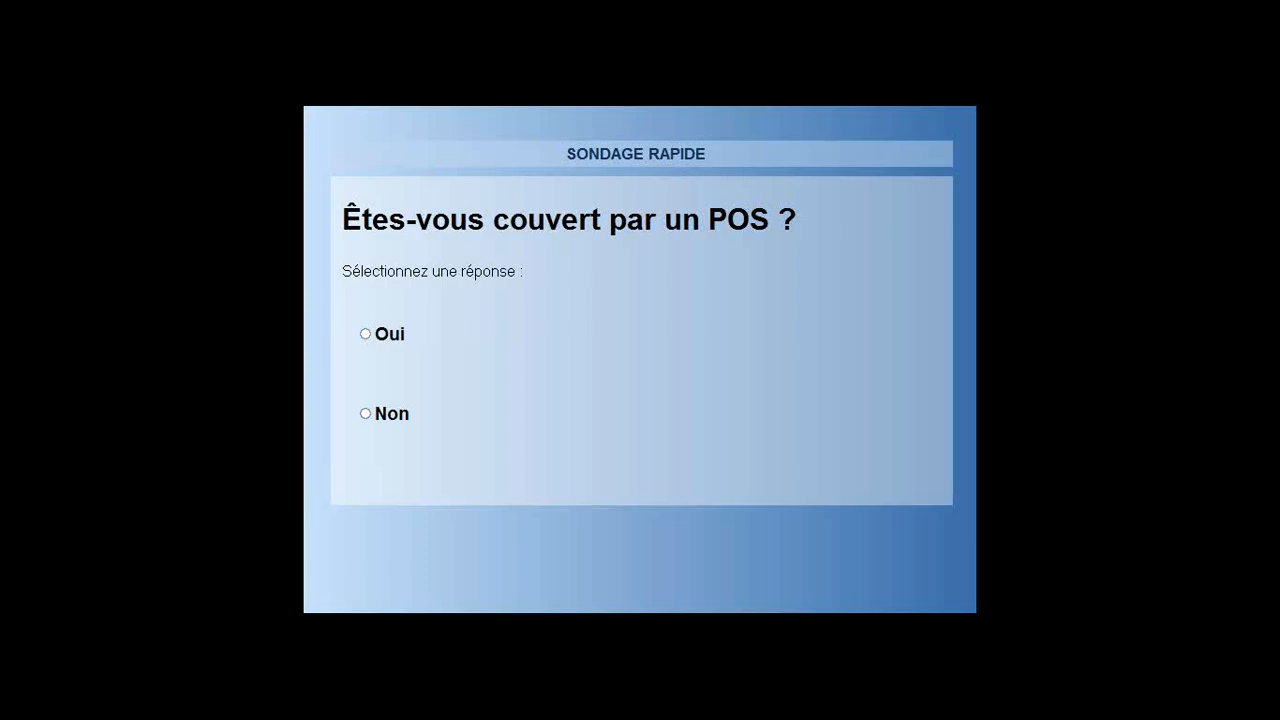 SONDAGE RAPIDE
Êtes-vous couvert par un POS ?
Sélectionnez une réponse :
Oui
Non